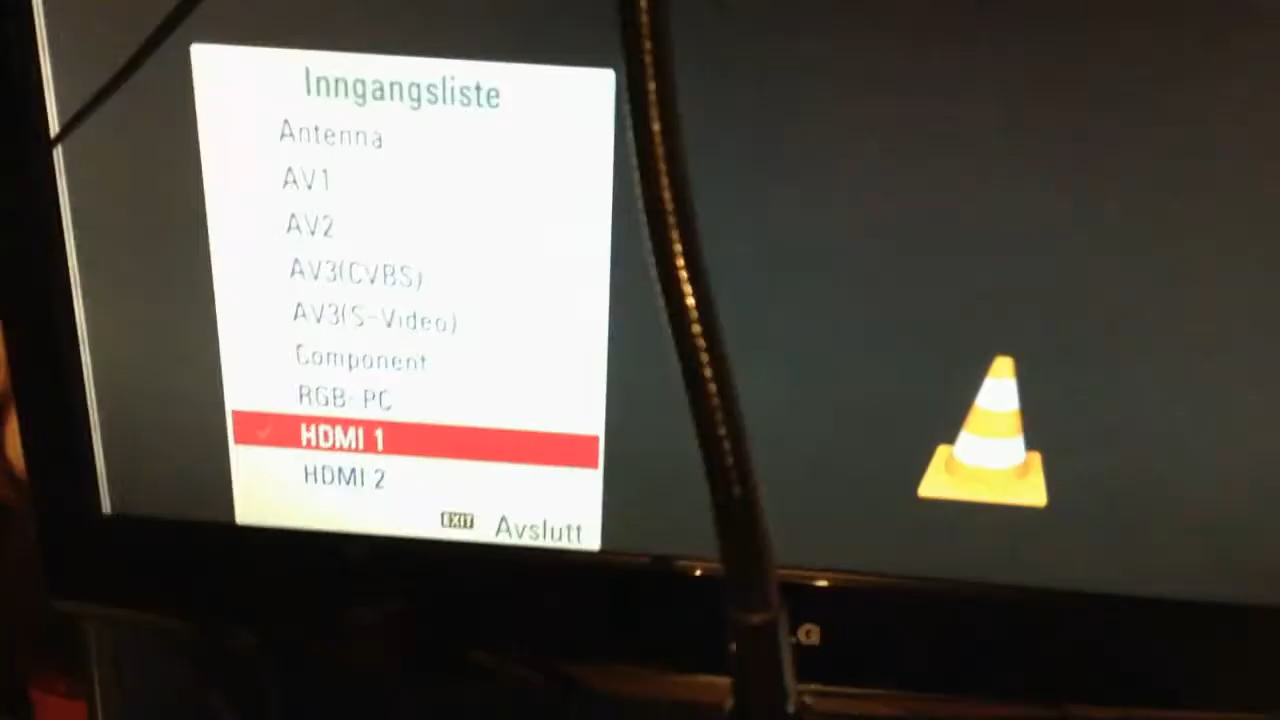 Inngangsliste
Antenna
AV1
AV2
AV3(CVBS)
AV3(S-Video)
Component
RGB-PC
HDMI 1
HDMI 2
EXIT Avslutt